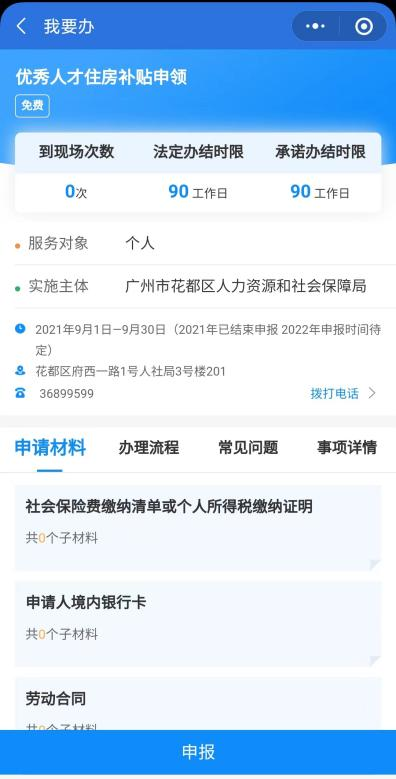 我要办
优秀人才住房补贴申领
免费
到现场次数 法定办结时限 承诺办结时限
0次 90 工作日 90 工作日
服务对象 个人
实施主体 广州市花都区人力资源和社会保障局
2021年9月1日—9月30日（2021年已结束申报 2022年申报时间待
定）
花都区府西一路1号人社局3号楼201
36899599 拨打电话
申请材料 办理流程 常见问题 事项详情
社会保险费缴纳清单或个人所得税缴纳证明
共0个子材料
申请人境内银行卡
共0个子材料
劳动合同
共0个子材料
申报